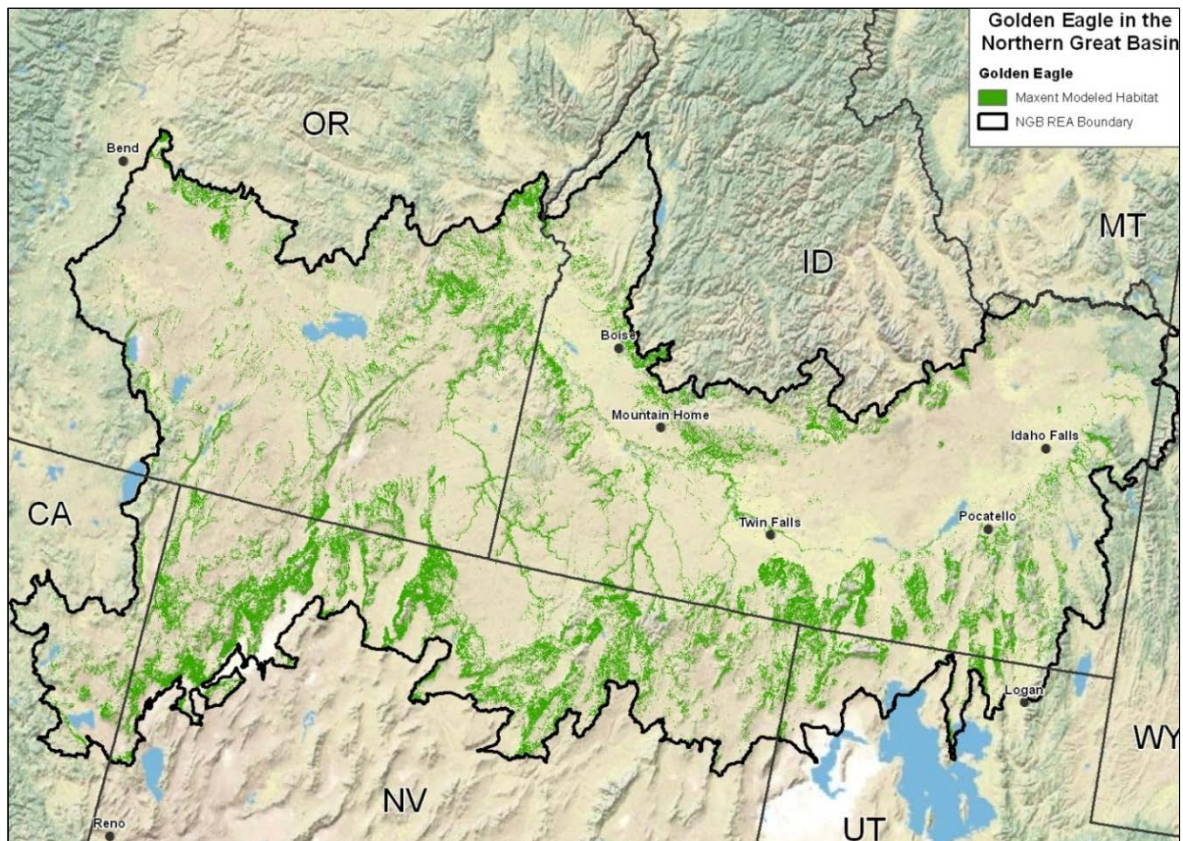 Golden Eagle in the
Northern Great Basin
Golden Eagle
Maxent Modeled Habitat
NGB REA Boundary
OR
Bend
MT
ID
Boise
Mountain Home
Idaho Falls
CA
Twin Falls
Pocatello
Logan
WY
NV
UT
Reno